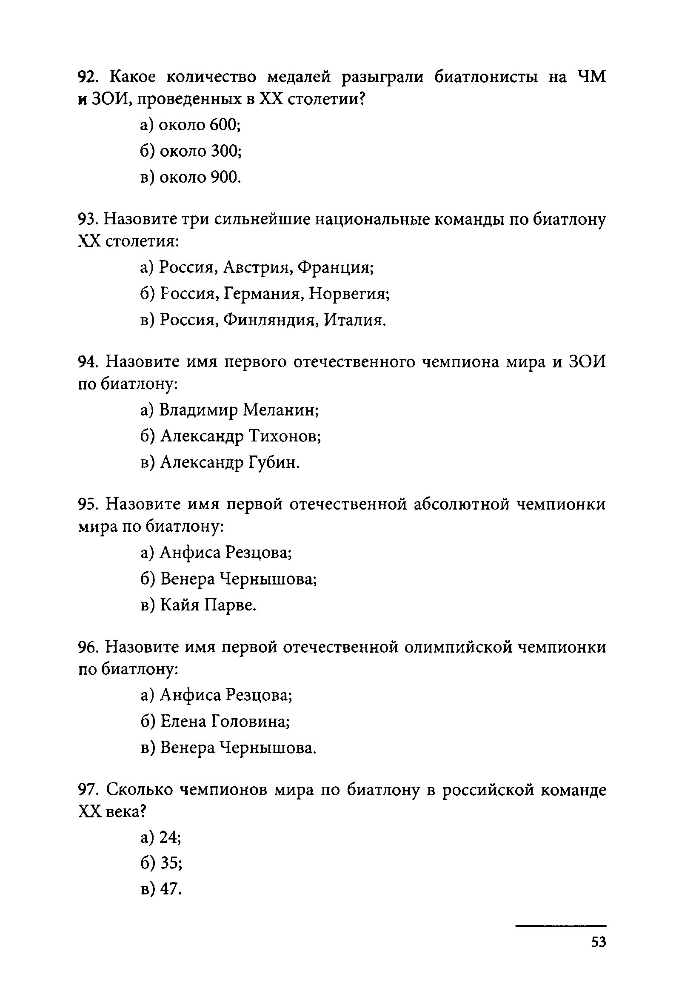 92. Какое количество медалей разыграли биатлонисты на ЧМ
и ЗОИ, проведенных в XX столетии?
а) около 600;
б) около 300;
в) около 900.
93. Назовите три сильнейшие национальные команды по биатлону
XX столетия:
а) Россия, Австрия, Франция;
б) Россия, Германия, Норвегия;
в) Россия, Финляндия, Италия.
94. Назовите имя первого отечественного чемпиона мира и ЗОИ
по биатлону:
а) Владимир Меланин;
б) Александр Тихонов;
в) Александр Губин.
95. Назовите имя первой отечественной абсолютной чемпионки
мира по биатлону:
а) Анфиса Резцова;
б) Венера Чернышова;
в) Кайя Парве.
96. Назовите имя первой отечественной олимпийской чемпионки
по биатлону:
а) Анфиса Резцова;
б) Елена Головина;
в) Венера Чернышова.
97. Сколько чемпионов мира по биатлону в российской команде
XX века?
а) 24;
б) 35;
в) 47.
53